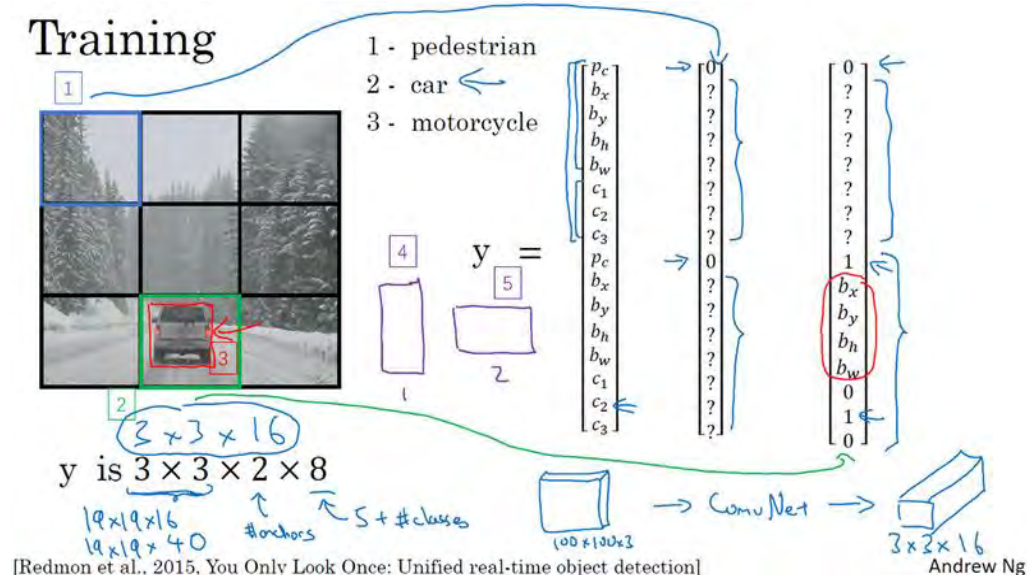 Training
1 - pedestrian
2 - car
3 - motorcycle
1
2
3
4
5
1
2
y =
p_c
b_x
b_y
b_h
b_w
c_1
c_2
c_3
p_c
b_x
b_y
b_h
b_w
c_1
c_2
c_3
0
?
?
?
?
?
?
?
0
?
?
?
?
?
?
?
0
?
?
?
?
?
?
?
1
b_x
b_y
b_h
b_w
0
1
0
3 × 3 × 16
y is 3 × 3 × 2 × 8
19×19×16
19×19×40
#anchors
5 + #classes
100×100×3
→ ConvNet →
3×3×16
[Redmon et al., 2015, You Only Look Once: Unified real-time object detection]
Andrew Ng